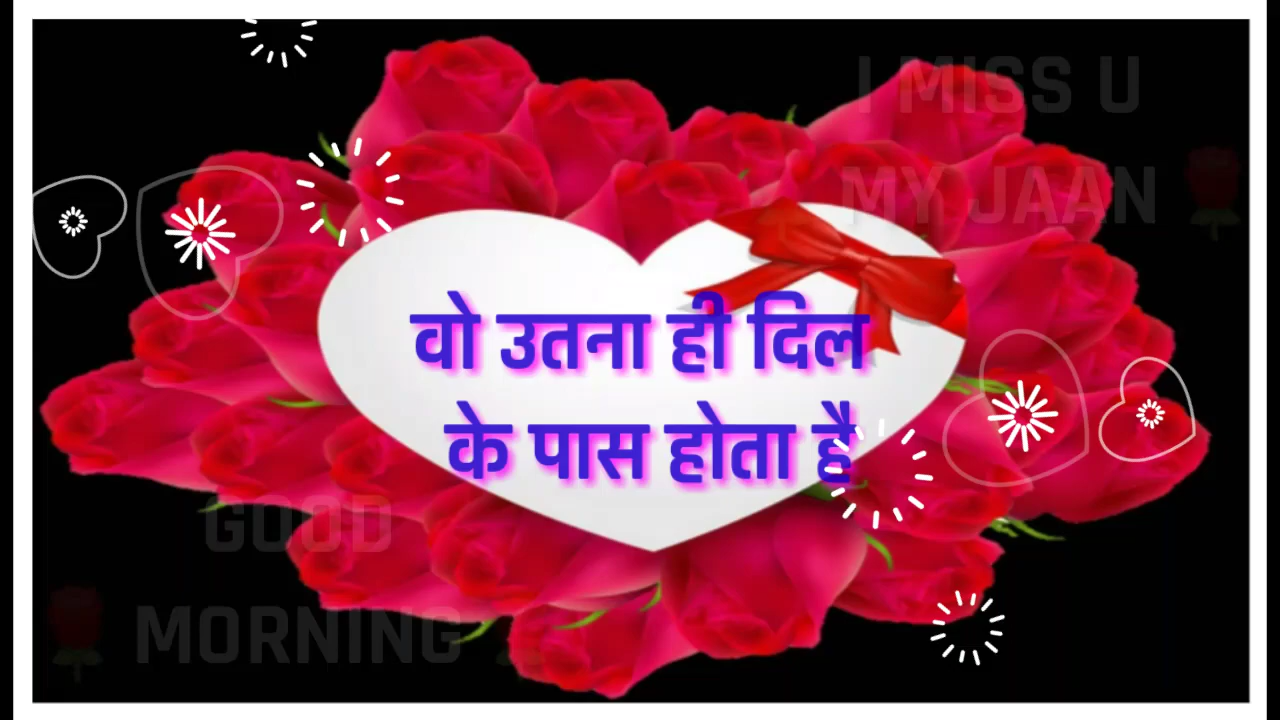 I MISS U
MY JAAN
वो उतना ही दिल
के पास होता है
GOOD
MORNING